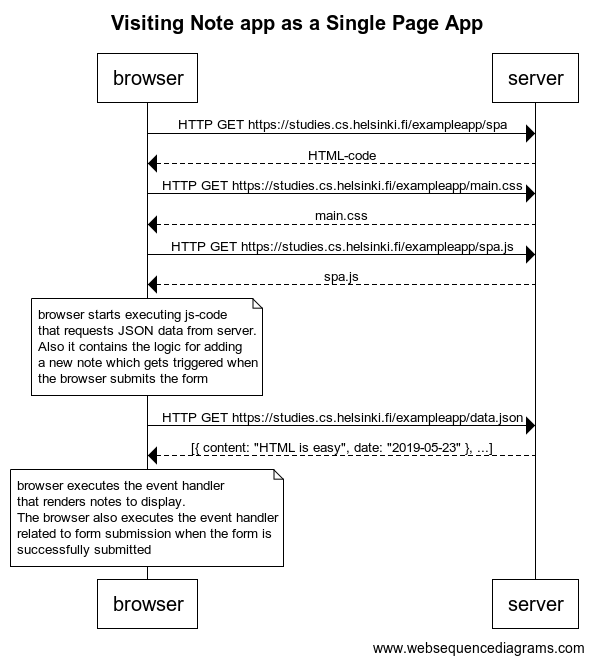 Visiting Note app as a Single Page App
browser
server
HTTP GET https://studies.cs.helsinki.fi/exampleapp/spa
HTML-code
HTTP GET https://studies.cs.helsinki.fi/exampleapp/main.css
main.css
HTTP GET https://studies.cs.helsinki.fi/exampleapp/spa.js
spa.js
browser starts executing js-code
that requests JSON data from server.
Also it contains the logic for adding
a new note which gets triggered when
the browser submits the form
HTTP GET https://studies.cs.helsinki.fi/exampleapp/data.json
[{ content: "HTML is easy", date: "2019-05-23" }, ...]
browser executes the event handler
that renders notes to display.
The browser also executes the event handler
related to form submission when the form is
successfully submitted
browser
server
www.websequencediagrams.com